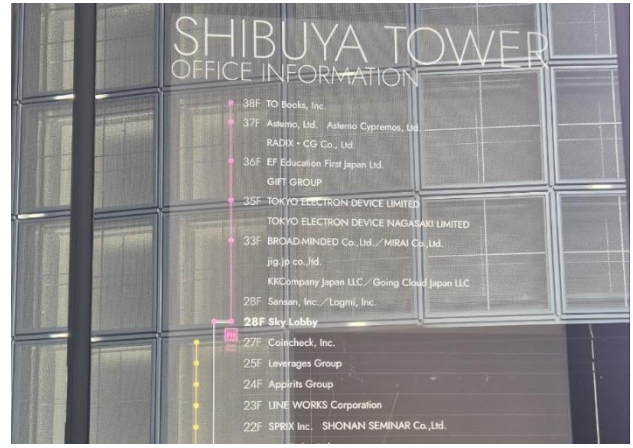 SHIBUYA TOWER
OFFICE INFORMATION
38F TO Books, Inc.
37F Astemo, Ltd. Astemo Cypremos, Ltd.
RADIX・CG Co., Ltd.
36F EF Education First Japan Ltd.
GIFT GROUP
35F TOKYO ELECTRON DEVICE LIMITED
TOKYO ELECTRON DEVICE NAGASAKI LIMITED
33F BROAD-MINDED Co.,Ltd.／MIRAI Co.,Ltd.
jig.jp co.,ltd.
KKCompany Japan LLC／Going Cloud Japan LLC
28F Sansan, Inc.／Logmi, Inc.
28F Sky Lobby
27F Coincheck, Inc.
25F Leverages Group
24F Appirits Group
23F LINE WORKS Corporation
22F SPRIX Inc. SHONAN SEMINAR Co.,Ltd.